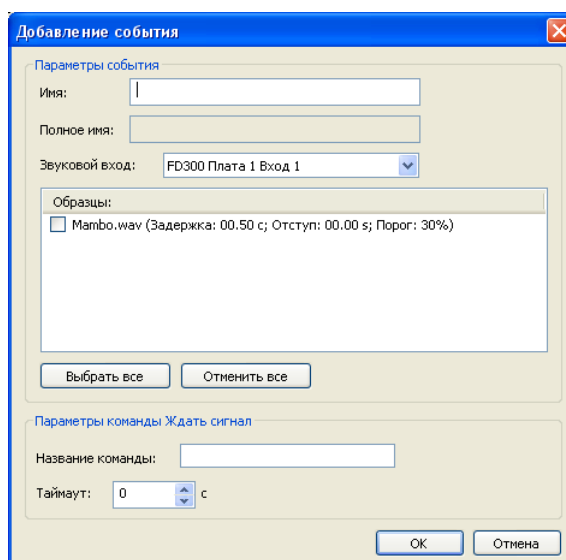 Добавление события
Параметры события
Имя:
Полное имя:
Звуковой вход: FD300 Плата 1 Вход 1
Образцы:
Mambo.wav (Задержка: 00.50 с; Отступ: 00.00 s; Порог: 30%)
Выбрать все Отменить все
Параметры команды Ждать сигнал
Название команды:
Таймаут: 0 с
ОК Отмена